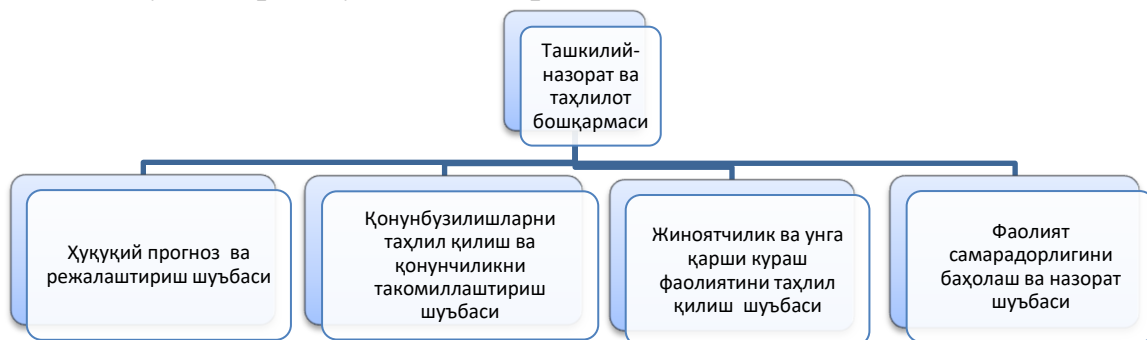 Ташкилий-
назорат ва
таҳлилот
бошқармаси
Ҳуқуқий прогноз ва
режалаштириш шуъбаси
Қонунбузилишларни
таҳлил қилиш ва
қонунчиликни
такомиллаштириш
шуъбаси
Жиноятчилик ва унга
қарши кураш
фаолиятини таҳлил
қилиш шуъбаси
Фаолият
самарадорлигини
баҳолаш ва назорат
шуъбаси